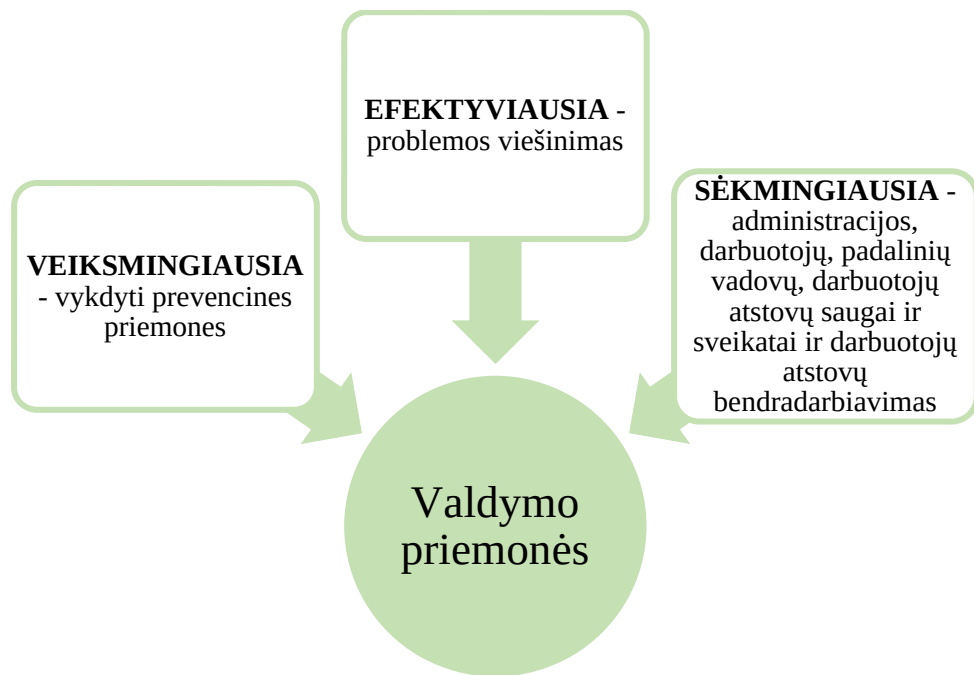 VEIKSMINGIAUSIA
- vykdyti prevencines
priemones
EFEKTYVIAUSIA -
problemos viešinimas
SĖKMINGIAUSIA -
administracijos,
darbuotojų, padalinių
vadovų, darbuotojų
atstovų saugai ir
sveikatai ir darbuotojų
atstovų
bendradarbiavimas
Valdymo
priemonės